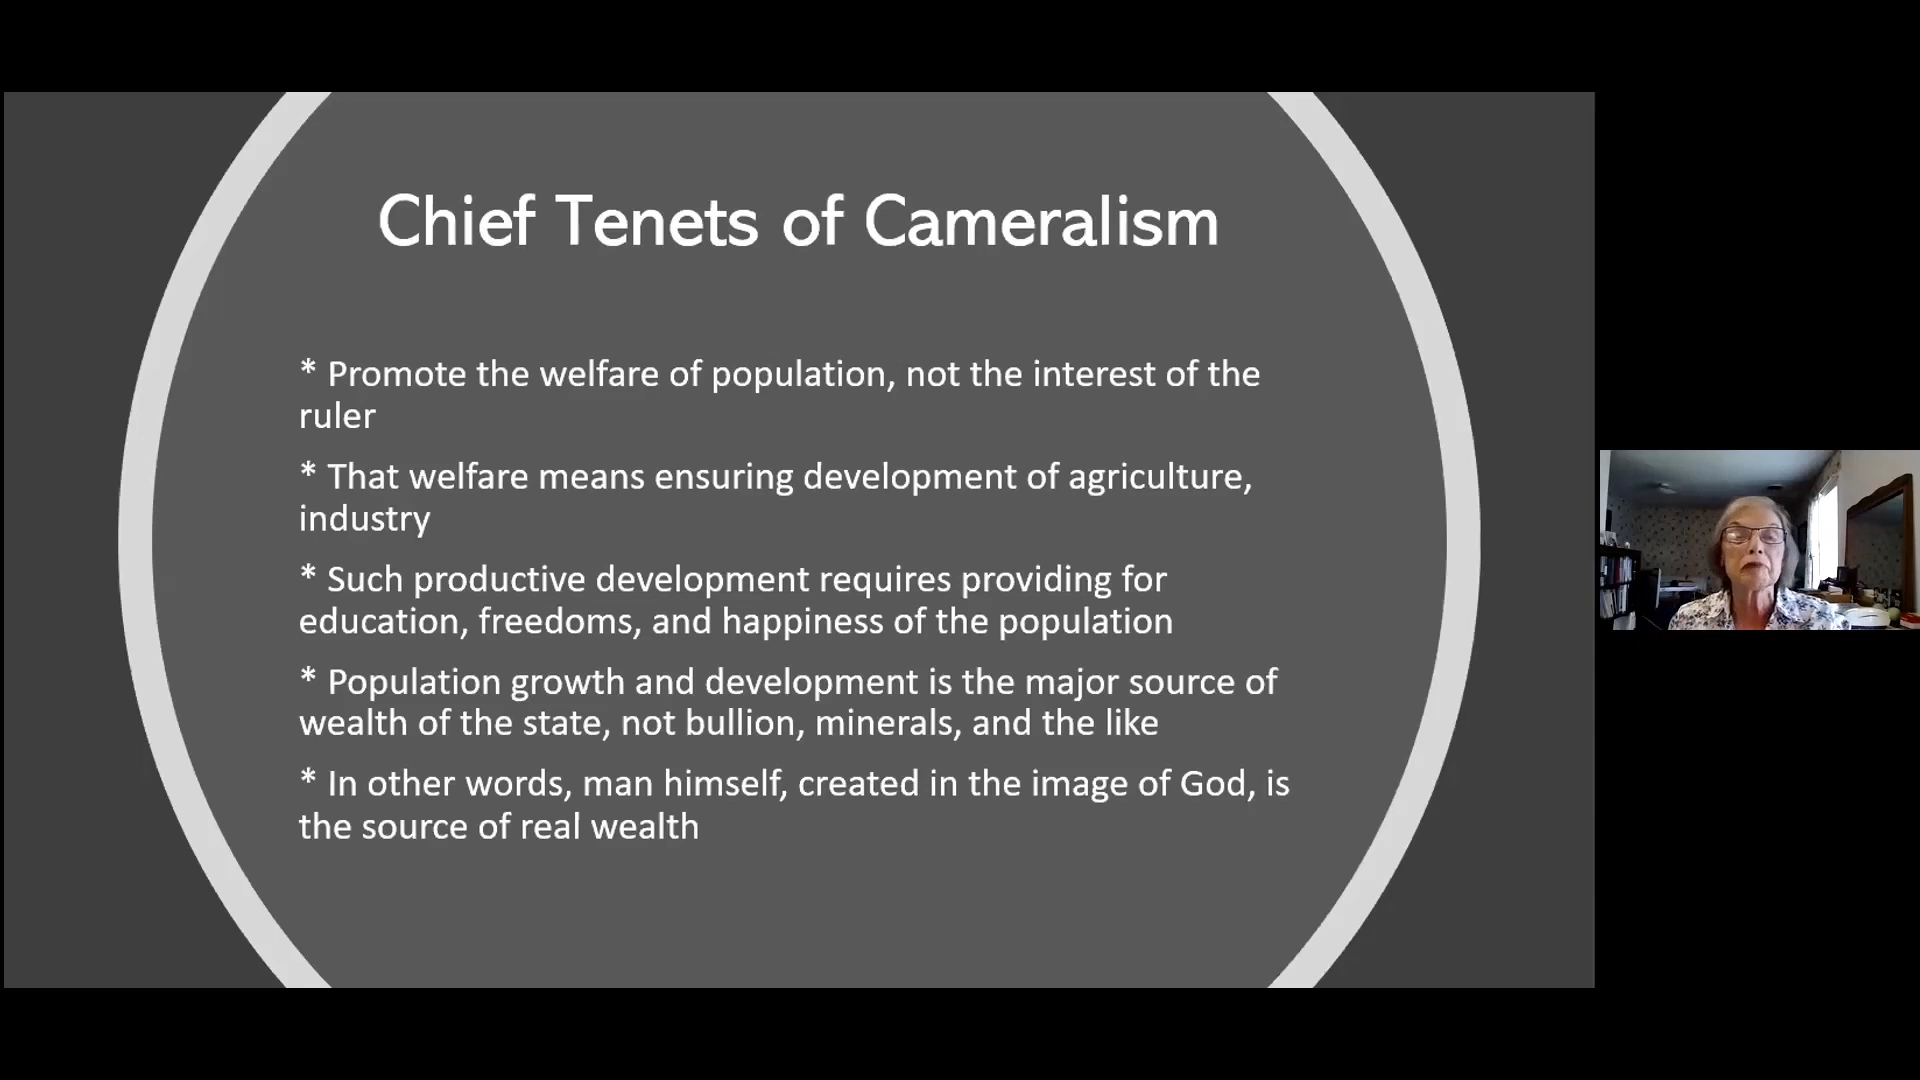 Chief Tenets of Cameralism
* Promote the welfare of population, not the interest of the
ruler
* That welfare means ensuring development of agriculture,
industry
* Such productive development requires providing for
education, freedoms, and happiness of the population
* Population growth and development is the major source of
wealth of the state, not bullion, minerals, and the like
* In other words, man himself, created in the image of God, is
the source of real wealth